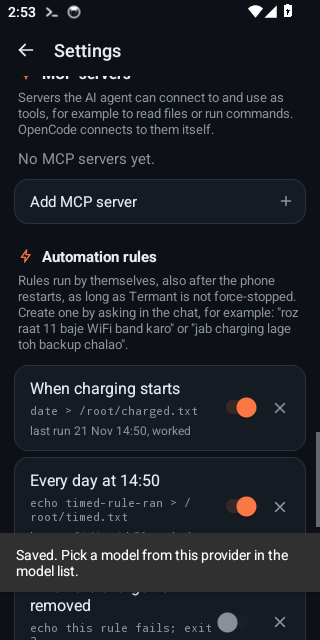 2:53
Settings
MCP servers
Servers the AI agent can connect to and use as
tools, for example to read files or run commands.
OpenCode connects to them itself.
No MCP servers yet.
Add MCP server
Automation rules
Rules run by themselves, also after the phone
restarts, as long as Termant is not force-stopped.
Create one by asking in the chat, for example: "roz
raat 11 baje WiFi band karo" or "jab charging lage
toh backup chalao".
When charging starts
date > /root/charged.txt
last run 21 Nov 14:50, worked
Every day at 14:50
echo timed-rule-ran > /
root/timed.txt
Saved. Pick a model from this provider in the
model list.
removed
echo this rule fails; exit